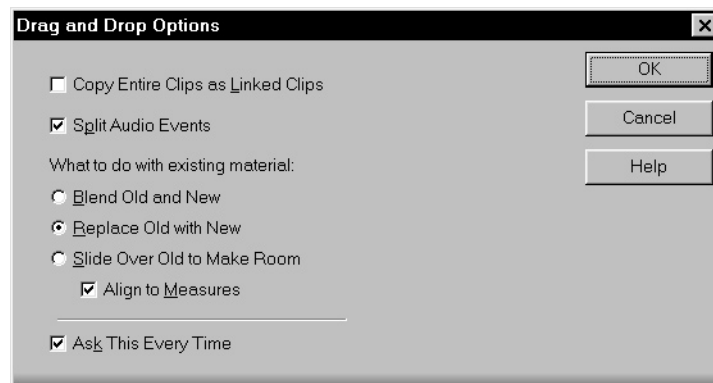 Drag and Drop Options
Copy Entire Clips as Linked Clips
OK
Split Audio Events
Cancel
What to do with existing material:
Help
Blend Old and New
Replace Old with New
Slide Over Old to Make Room
Align to Measures
Ask This Every Time